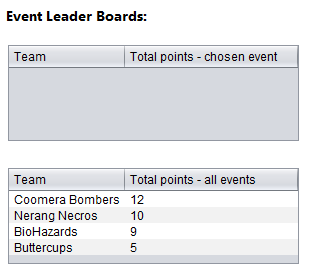 Event Leader Boards:
Team Total points - chosen event
Team Total points - all events
Coomera Bombers 12
Nerang Necros 10
BioHazards 9
Buttercups 5